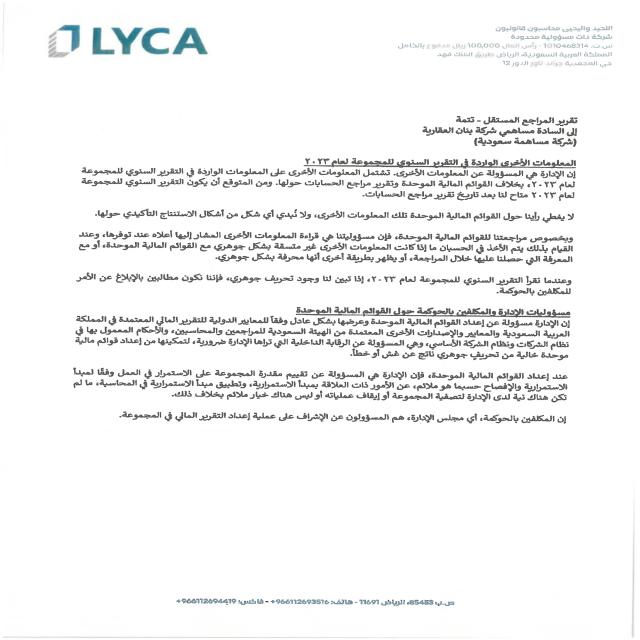 LYCA
اللحيد واليحيى محاسبون قانونيون
شركة ذات مسؤولية محدودة
س.ت. 1010468314 - رأس المال 100,000 ريال مدفوع بالكامل
المملكة العربية السعودية، الرياض طريق الملك فهد
حي المحمدية جراند تاور الدور 12
تقرير المراجع المستقل - تتمة
إلى السادة مساهمي شركة بنان العقارية
(شركة مساهمة سعودية)
المعلومات الأخرى الواردة في التقرير السنوي للمجموعة لعام ٢٠٢٣
إن الإدارة هي المسؤولة عن المعلومات الأخرى. تشتمل المعلومات الأخرى على المعلومات الواردة في التقرير السنوي للمجموعة
لعام ٢٠٢٣، بخلاف القوائم المالية الموحدة وتقرير مراجع الحسابات حولها. ومن المتوقع أن يكون التقرير السنوي للمجموعة
لعام ٢٠٢٣ متاح لنا بعد تاريخ تقرير مراجع الحسابات.
لا يغطي رأينا حول القوائم المالية الموحدة تلك المعلومات الأخرى، ولا نُبدي أي شكل من أشكال الاستنتاج التأكيدي حولها.
وبخصوص مراجعتنا للقوائم المالية الموحدة، فإن مسؤوليتنا هي قراءة المعلومات الأخرى المشار إليها أعلاه عند توفرها، وعند
القيام بذلك يتم الأخذ في الحسبان ما إذا كانت المعلومات الأخرى غير متسقة بشكل جوهري مع القوائم المالية الموحدة، أو مع
المعرفة التي حصلنا عليها خلال المراجعة، أو يظهر بطريقة أخرى أنها محرفة بشكل جوهري.
وعندما نقرأ التقرير السنوي للمجموعة لعام ٢٠٢٣، إذا تبين لنا وجود تحريف جوهري، فإننا نكون مطالبين بالإبلاغ عن الأمر
للمكلفين بالحوكمة.
مسؤوليات الإدارة والمكلفين بالحوكمة حول القوائم المالية الموحدة
إن الإدارة مسؤولة عن إعداد القوائم المالية الموحدة وعرضها بشكل عادل وفقاً للمعايير الدولية للتقرير المالي المعتمدة في المملكة
العربية السعودية والمعايير والإصدارات الأخرى المعتمدة من الهيئة السعودية للمراجعين والمحاسبين، والأحكام المعمول بها في
نظام الشركات ونظام الشركة الأساسي، وعن الرقابة الداخلية التي تراها الإدارة ضرورية، لتمكينها من إعداد قوائم مالية
موحدة خالية من تحريفٍ جوهري ناتج عن غش أو خطأ.
عند إعداد القوائم المالية الموحدة، فإن الإدارة هي المسؤولة عن تقييم مقدرة المجموعة على الاستمرار في العمل وفقاً لمبدأ
الاستمرارية والإفصاح حسبما هو ملائم، عن الأمور ذات العلاقة بمبدأ الاستمرارية، وتطبيق مبدأ الاستمرارية في المحاسبة، ما لم
تكن هناك نية لدى الإدارة لتصفية المجموعة أو إيقاف عملياته أو ليس هناك خيار ملائم بخلاف ذلك.
إن المكلفين بالحوكمة، أي مجلس الإدارة، هم المسؤولون عن الإشراف على عملية إعداد التقرير المالي في المجموعة.
ص.ب 85453، الرياض 11691 - هاتف: 966112693516+ - فاكس: 966112694419+